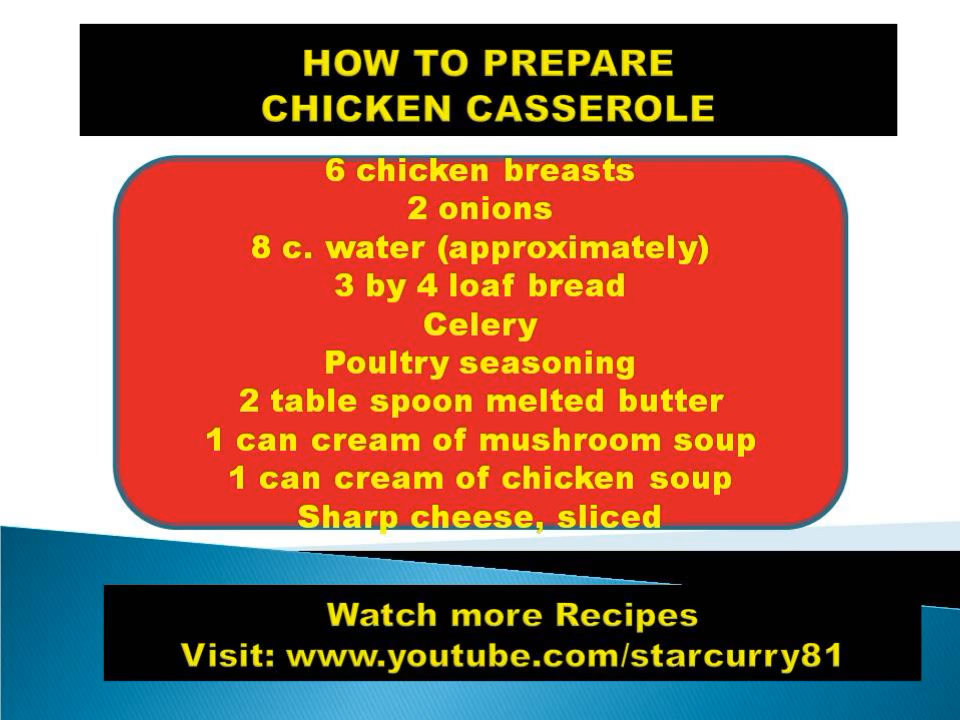 HOW TO PREPARE
CHICKEN CASSEROLE
6 chicken breasts
2 onions
8 c. water (approximately)
3 by 4 loaf bread
Celery
Poultry seasoning
2 table spoon melted butter
1 can cream of mushroom soup
1 can cream of chicken soup
Sharp cheese, sliced
Watch more Recipes
Visit: www.youtube.com/starcurry81